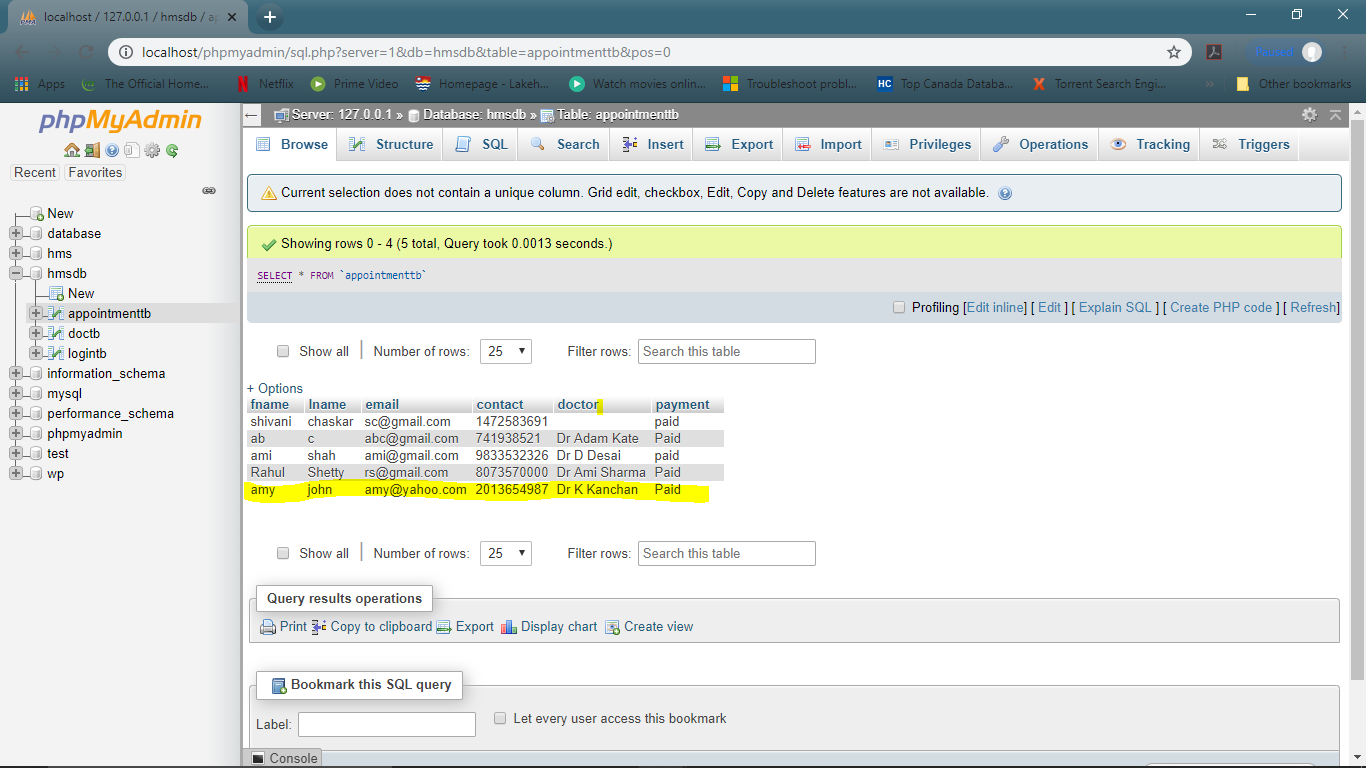 localhost / 127.0.0.1 / hmsdb / ap
localhost/phpmyadmin/sql.php?server=1&db=hmsdb&table=appointmenttb&pos=0
Apps The Official Home... Netflix Prime Video Homepage - Lakeh... Watch movies onlin... Troubleshoot probl... HC Top Canada Databa... Torrent Search Engi... » Other bookmarks
phpMyAdmin
Recent Favorites
New
database
hms
hmsdb
New
appointmenttb
doctb
logintb
information_schema
mysql
performance_schema
phpmyadmin
test
wp
Server: 127.0.0.1 » Database: hmsdb » Table: appointmenttb
Browse Structure SQL Search Insert Export Import Privileges Operations Tracking Triggers
Current selection does not contain a unique column. Grid edit, checkbox, Edit, Copy and Delete features are not available.
Showing rows 0 - 4 (5 total, Query took 0.0013 seconds.)
SELECT * FROM `appointmenttb`
Profiling [Edit inline] [ Edit ] [ Explain SQL ] [ Create PHP code ] [ Refresh]
Show all | Number of rows: 25 Filter rows: Search this table
+ Options
fname lname email contact doctor payment
shivani chaskar sc@gmail.com 1472583691 paid
ab c abc@gmail.com 741938521 Dr Adam Kate Paid
ami shah ami@gmail.com 9833532326 Dr D Desai paid
Rahul Shetty rs@gmail.com 8073570000 Dr Ami Sharma Paid
amy john amy@yahoo.com 2013654987 Dr K Kanchan Paid
Show all | Number of rows: 25 Filter rows: Search this table
Query results operations
Print Copy to clipboard Export Display chart Create view
Bookmark this SQL query
Label: Let every user access this bookmark
Console